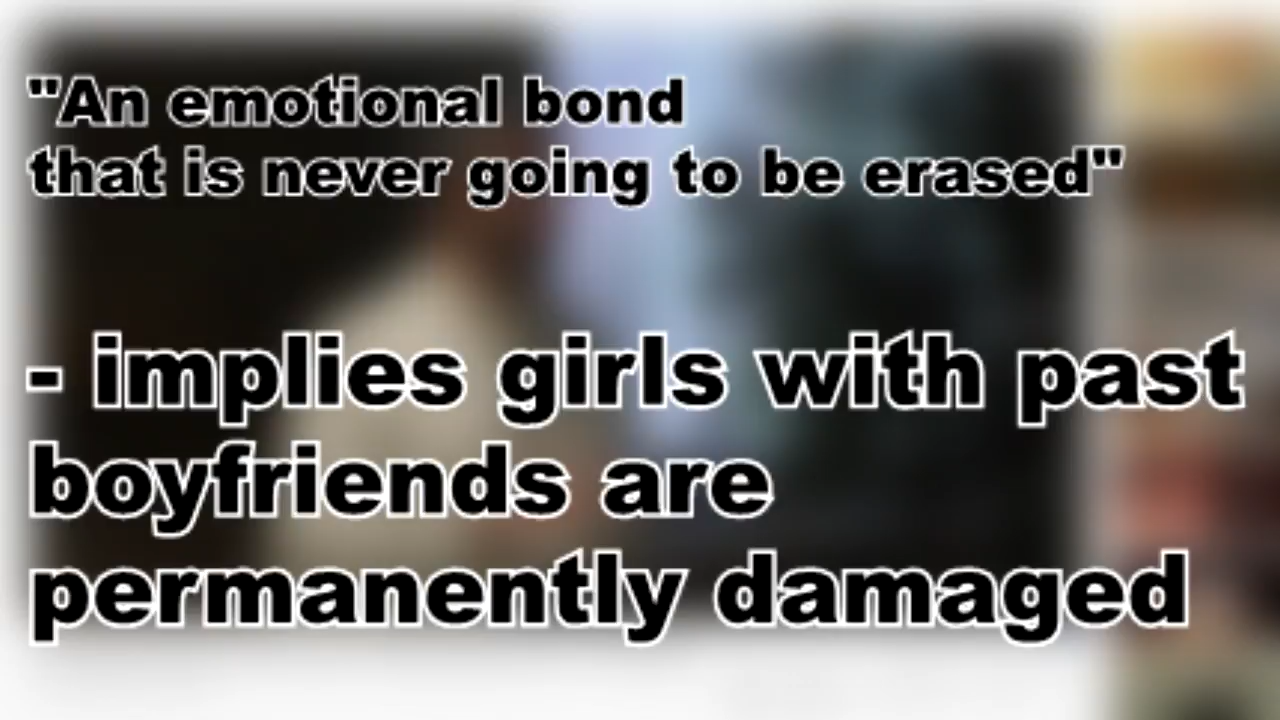 "An emotional bond
that is never going to be erased"
- implies girls with past
boyfriends are
permanently damaged